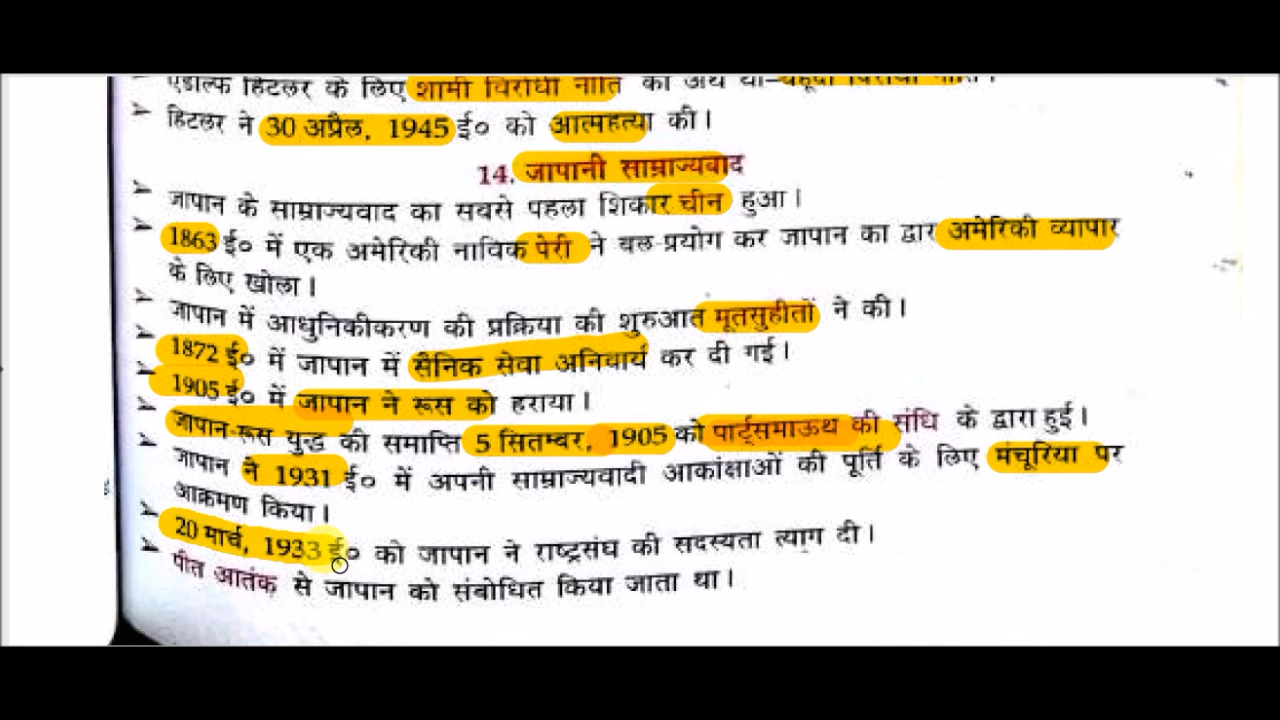 एडोल्फ हिटलर के लिए शामी विरोधी नीति का अर्थ था—यहूदी विरोधी नीति।
➢ हिटलर ने 30 अप्रैल, 1945 ई० को आत्महत्या की।
14. जापानी साम्राज्यवाद
➢ जापान के साम्राज्यवाद का सबसे पहला शिकार चीन हुआ।
➢ 1863 ई० में एक अमेरिकी नाविक पेरी ने बल-प्रयोग कर जापान का द्वार अमेरिकी व्यापार
के लिए खोला।
➢ जापान में आधुनिकीकरण की प्रक्रिया की शुरुआत मूतसुहीतों ने की।
➢ 1872 ई० में जापान में सैनिक सेवा अनिवार्य कर दी गई।
➢ 1905 ई० में जापान ने रूस को हराया।
➢ जापान-रूस युद्ध की समाप्ति 5 सितम्बर, 1905 को पार्ट्समाऊथ की संधि के द्वारा हुई।
➢ जापान ने 1931 ई० में अपनी साम्राज्यवादी आकांक्षाओं की पूर्ति के लिए मंचूरिया पर
आक्रमण किया।
➢ 20 मार्च, 1933 ई० को जापान ने राष्ट्रसंघ की सदस्यता त्याग दी।
➢ पीत आतंक से जापान को संबोधित किया जाता था।